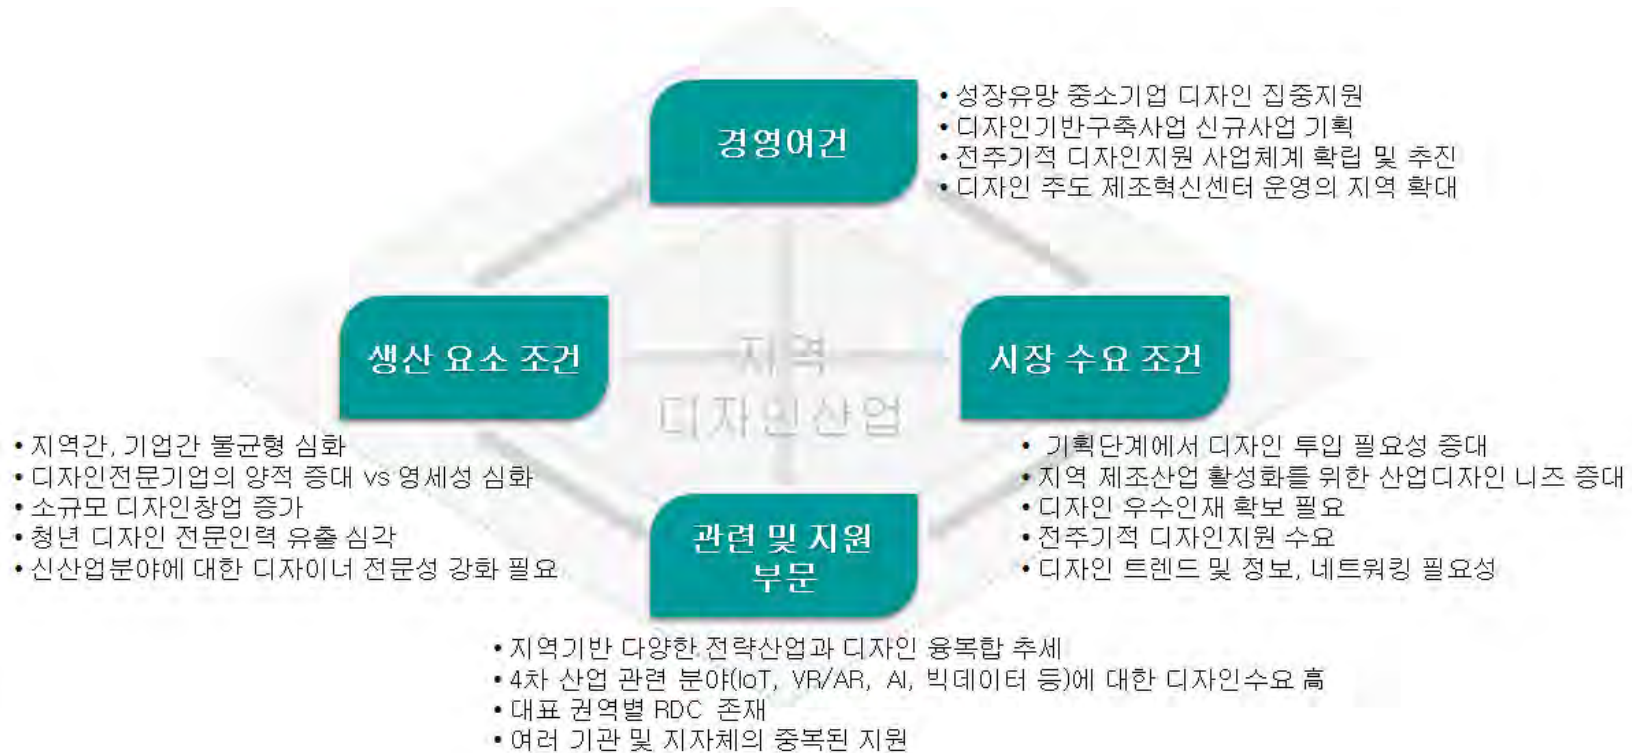 경영여건
• 성장유망 중소기업 디자인 집중지원
• 디자인기반구축사업 신규사업 기획
• 전주기적 디자인지원 사업체계 확립 및 추진
• 디자인 주도 제조혁신센터 운영의 지역 확대
생산 요소 조건
• 지역간, 기업간 불균형 심화
• 디자인전문기업의 양적 증대 vs 영세성 심화
• 소규모 디자인창업 증가
• 청년 디자인 전문인력 유출 심각
• 신산업분야에 대한 디자이너 전문성 강화 필요
지역
디자인산업
시장 수요 조건
• 기획단계에서 디자인 투입 필요성 증대
• 지역 제조산업 활성화를 위한 산업디자인 니즈 증대
• 디자인 우수인재 확보 필요
• 전주기적 디자인지원 수요
• 디자인 트렌드 및 정보, 네트워킹 필요성
관련 및 지원
부문
• 지역기반 다양한 전략산업과 디자인 융복합 추세
• 4차 산업 관련 분야(IoT, VR/AR, AI, 빅데이터 등)에 대한 디자인수요 高
• 대표 권역별 RDC 존재
• 여러 기관 및 지자체의 중복된 지원